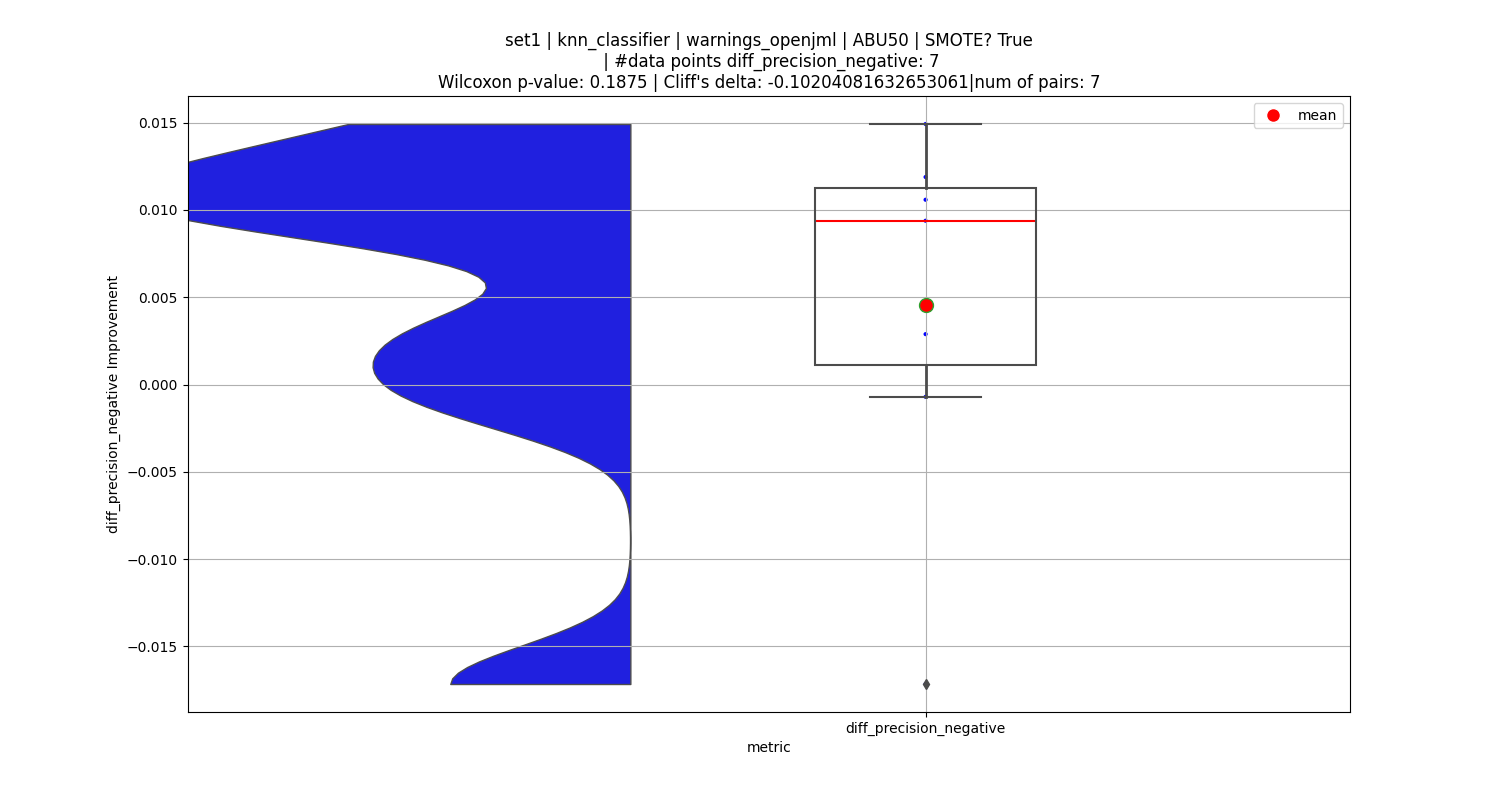 set1 | knn_classifier | warnings_openjml | ABU50 | SMOTE? True
| #data points diff_precision_negative: 7
Wilcoxon p-value: 0.1875 | Cliff's delta: -0.10204081632653061|num of pairs: 7
mean
0.015
0.010
0.005
0.000
−0.005
−0.010
−0.015
diff_precision_negative Improvement
diff_precision_negative
metric